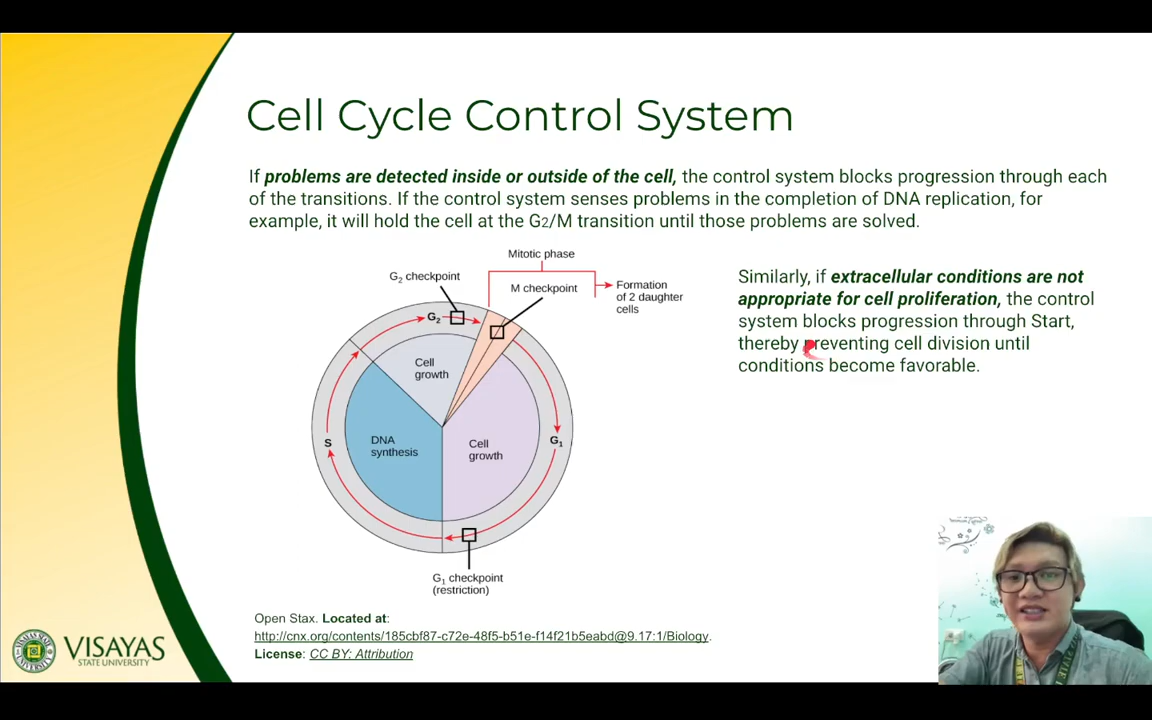 Cell Cycle Control System
If problems are detected inside or outside of the cell, the control system blocks progression through each
of the transitions. If the control system senses problems in the completion of DNA replication, for
example, it will hold the cell at the G2/M transition until those problems are solved.
Mitotic phase
G2 checkpoint
M checkpoint
Formation
of 2 daughter
cells
G2
Cell
growth
S
DNA
synthesis
Cell
growth
G1
G1 checkpoint
(restriction)
Similarly, if extracellular conditions are not
appropriate for cell proliferation, the control
system blocks progression through Start,
thereby preventing cell division until
conditions become favorable.
Open Stax. Located at:
http://cnx.org/contents/185cbf87-c72e-48f5-b51e-f14f21b5eabd@9.17:1/Biology.
License: CC BY: Attribution
VISAYAS
STATE UNIVERSITY